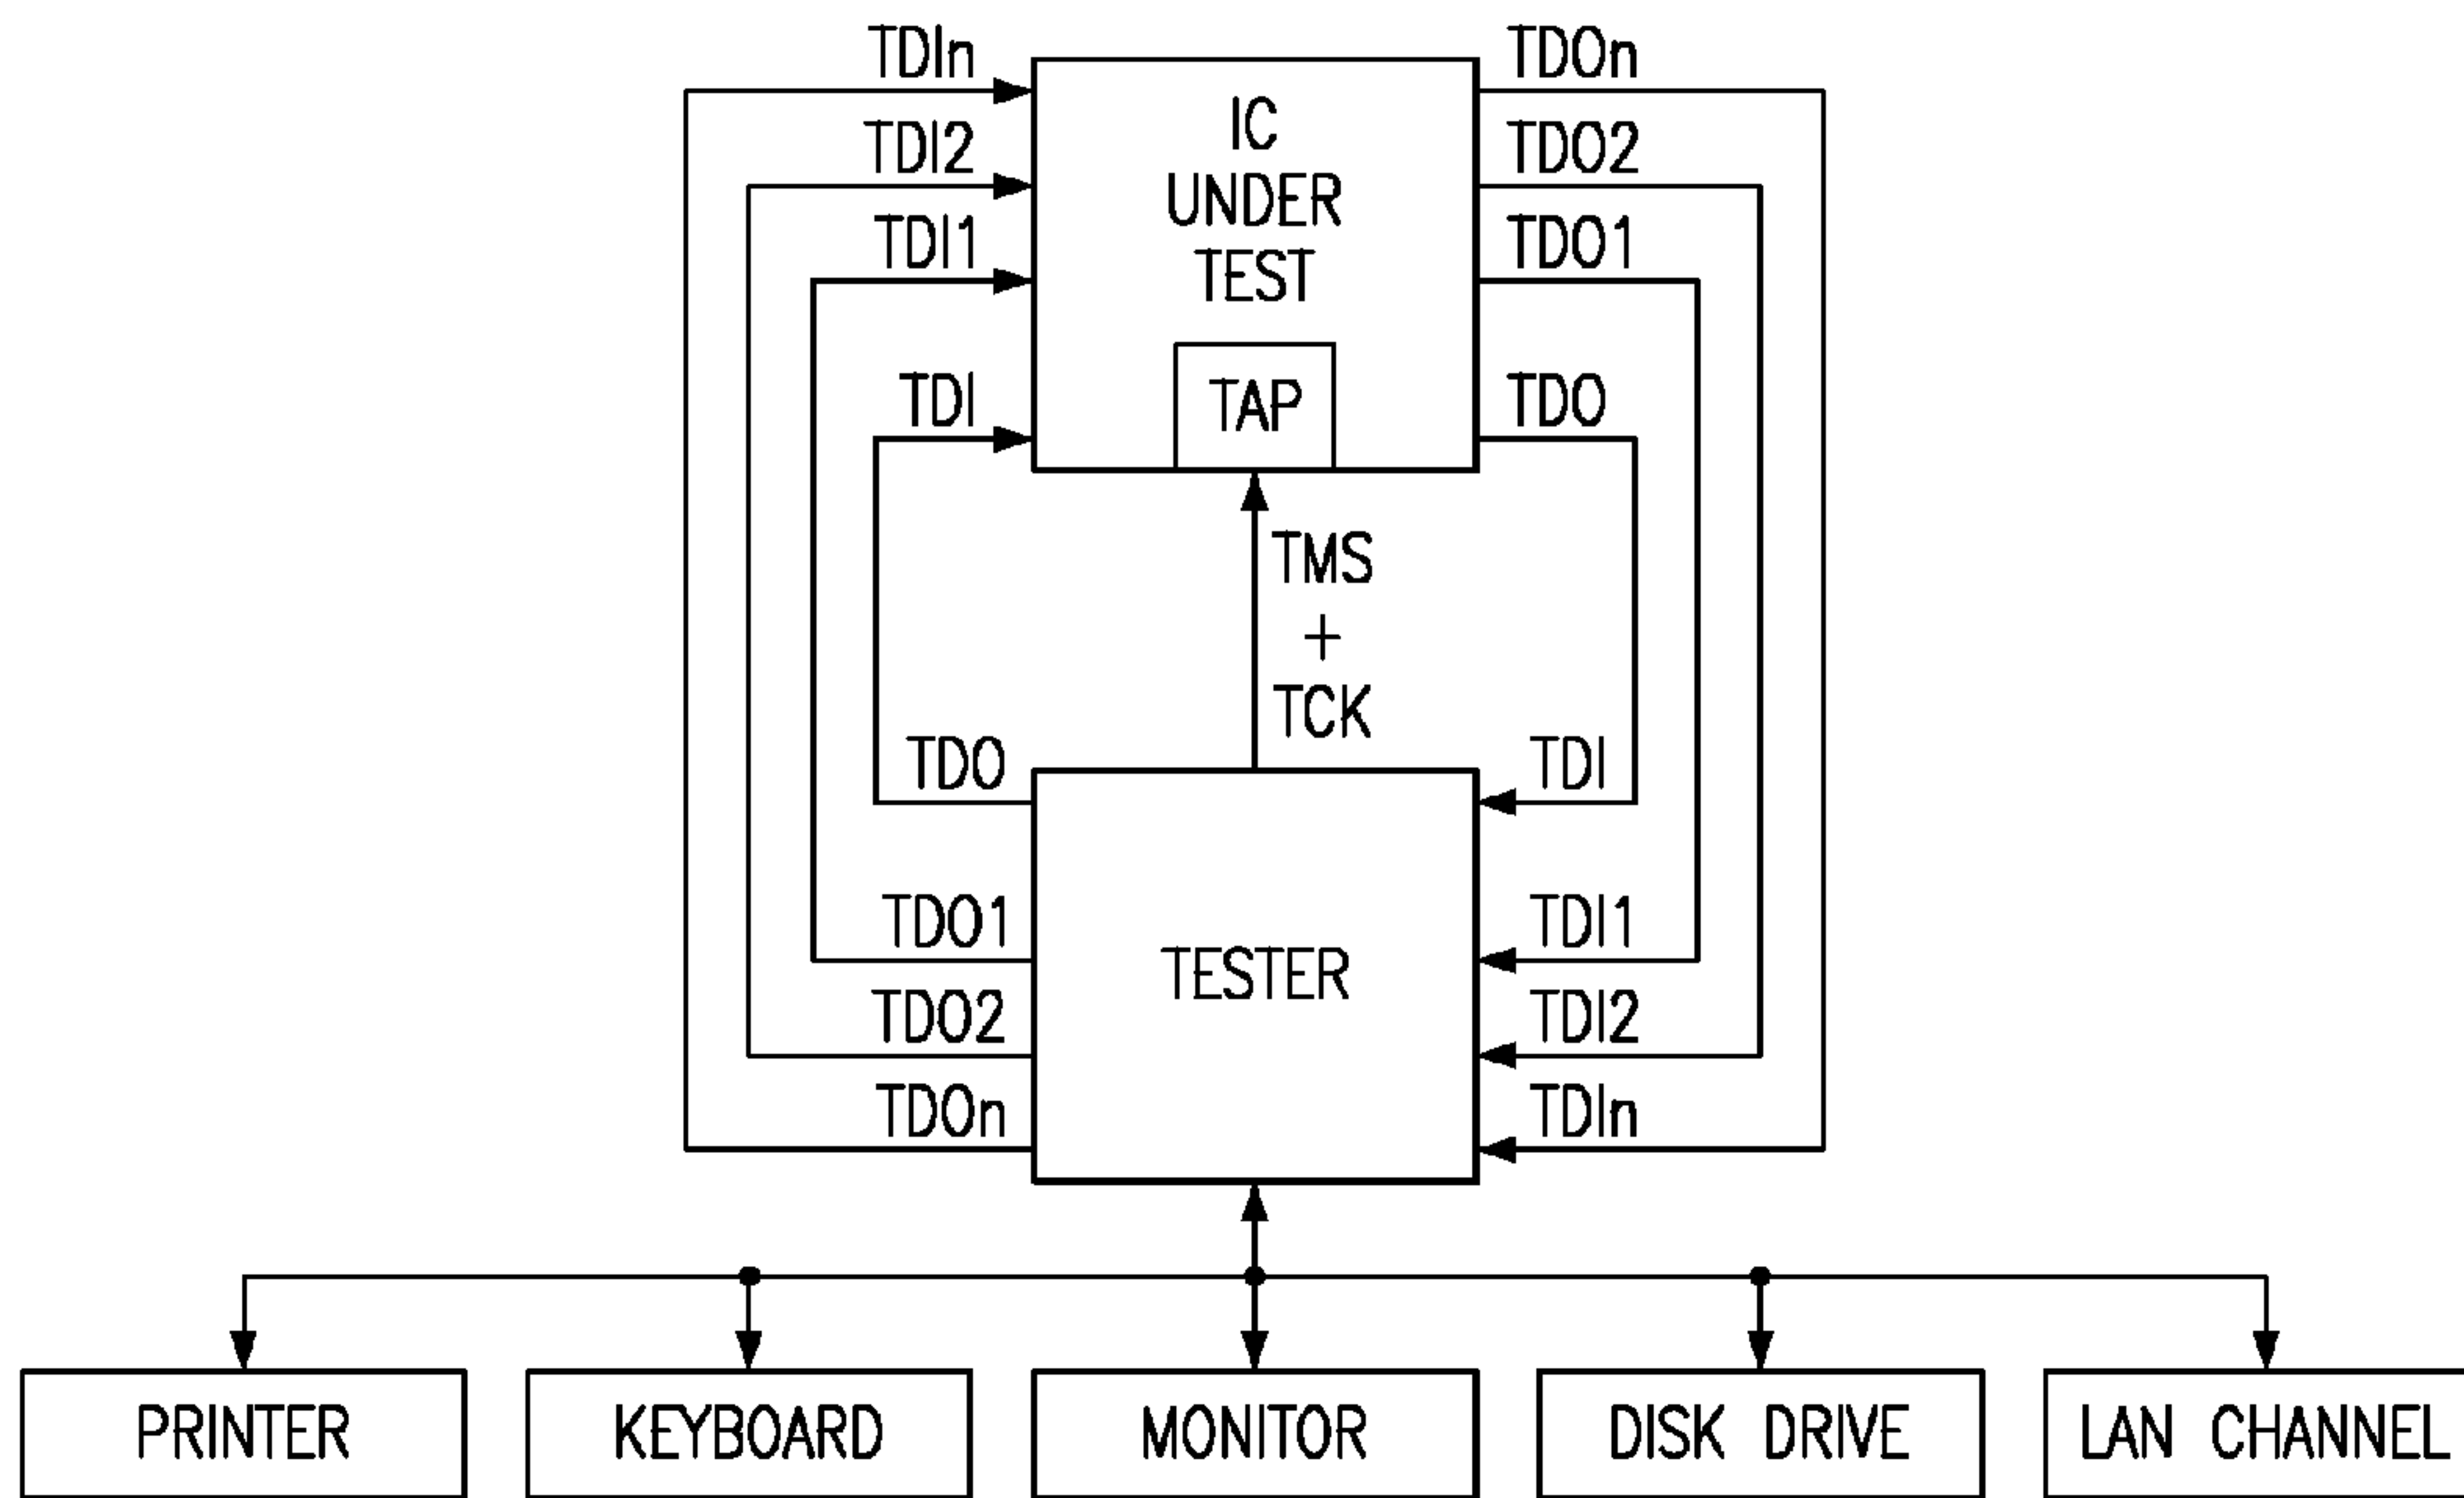 TDIn
TDOn
IC
UNDER
TEST
TDI2
TDO2
TDI1
TDO1
TDI
TAP
TDO
TMS
+
TCK
TDO
TDI
TDO1
TDI1
TESTER
TDO2
TDI2
TDOn
TDIn
PRINTER
KEYBOARD
MONITOR
DISK DRIVE
LAN CHANNEL